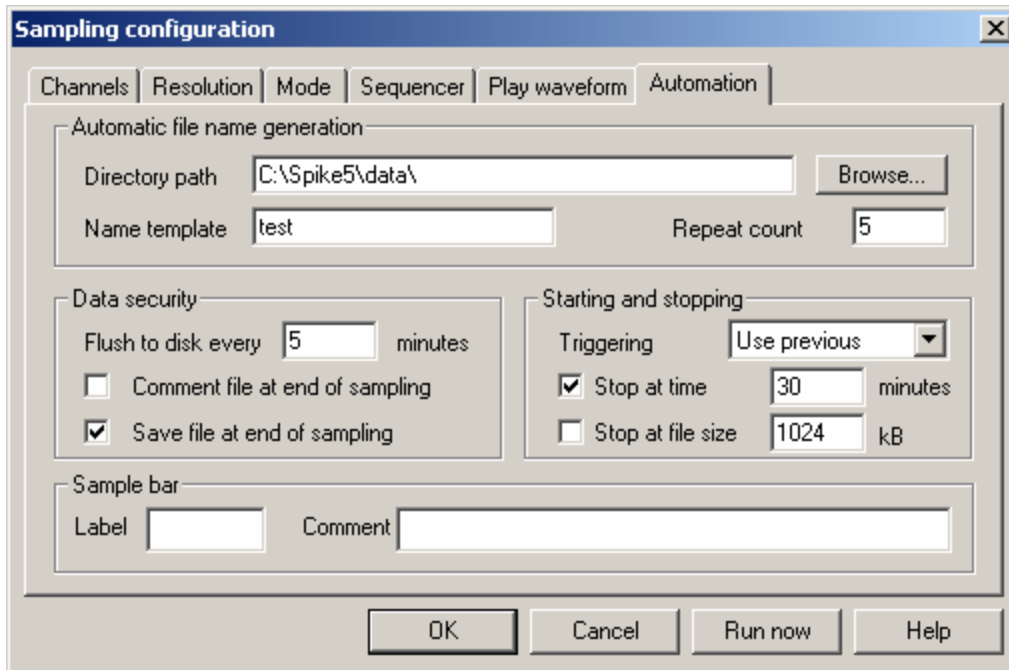 Sampling configuration
Channels Resolution Mode Sequencer Play waveform Automation
Automatic file name generation
Directory path C:\Spike5\data\ Browse...
Name template test Repeat count 5
Data security
Flush to disk every 5 minutes
Comment file at end of sampling
Save file at end of sampling
Starting and stopping
Triggering Use previous
Stop at time 30 minutes
Stop at file size 1024 kB
Sample bar
Label Comment
OK Cancel Run now Help